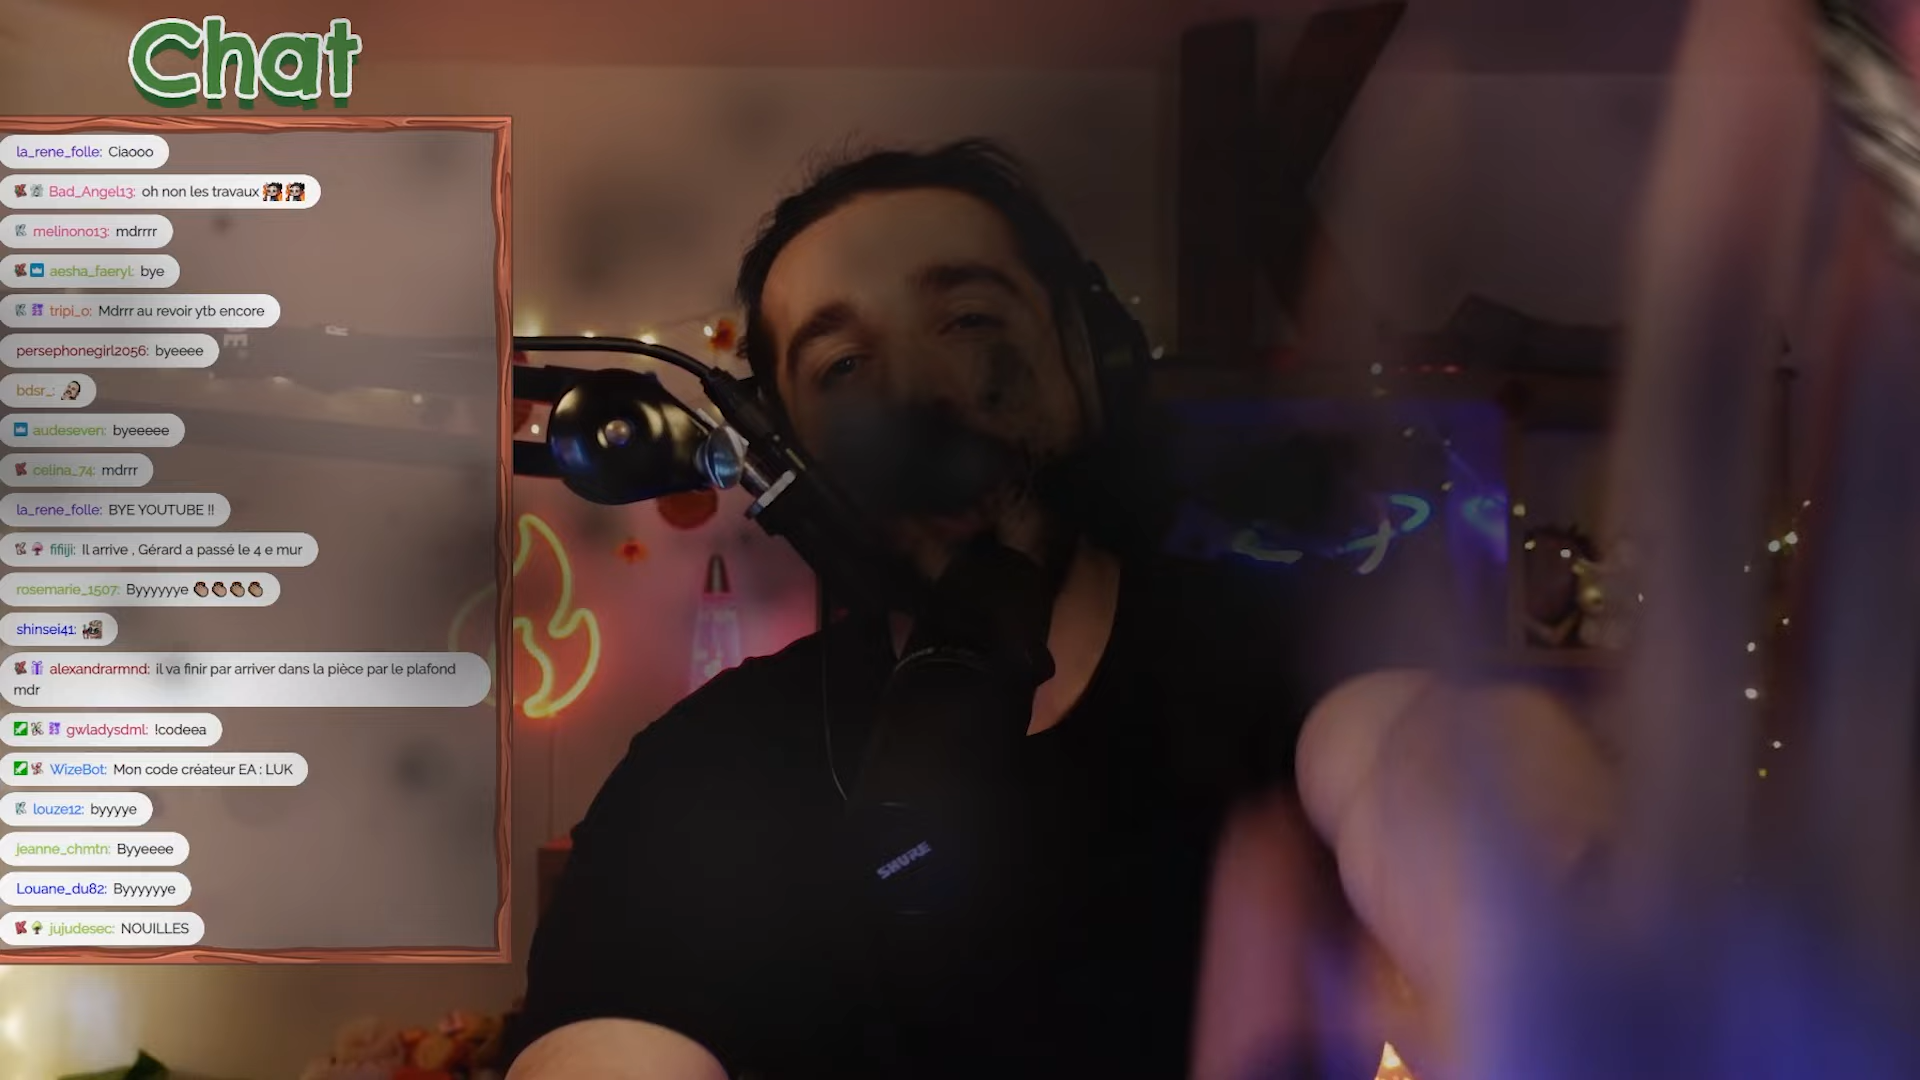 Chat
la_rene_folle: Ciaooo
Bad_Angel13: oh non les travaux
melinono13: mdrrrr
aesha_faeryl: bye
tripi_o: Mdrrr au revoir ytb encore
persephonegirl2056: byeeee
bdsr_:
audeseven: byeeeee
celina_74: mdrrr
la_rene_folle: BYE YOUTUBE !!
fifiiji: Il arrive , Gérard a passé le 4 e mur
rosemarie_1507: Byyyyyye
shinsei41:
alexandrarmnd: il va finir par arriver dans la pièce par le plafond
mdr
gwladysdml: !codeea
WizeBot: Mon code créateur EA : LUK
louze12: byyyye
jeanne_chmtn: Byyeeee
Louane_du82: Byyyyyye
jujudesec: NOUILLES
SHURE